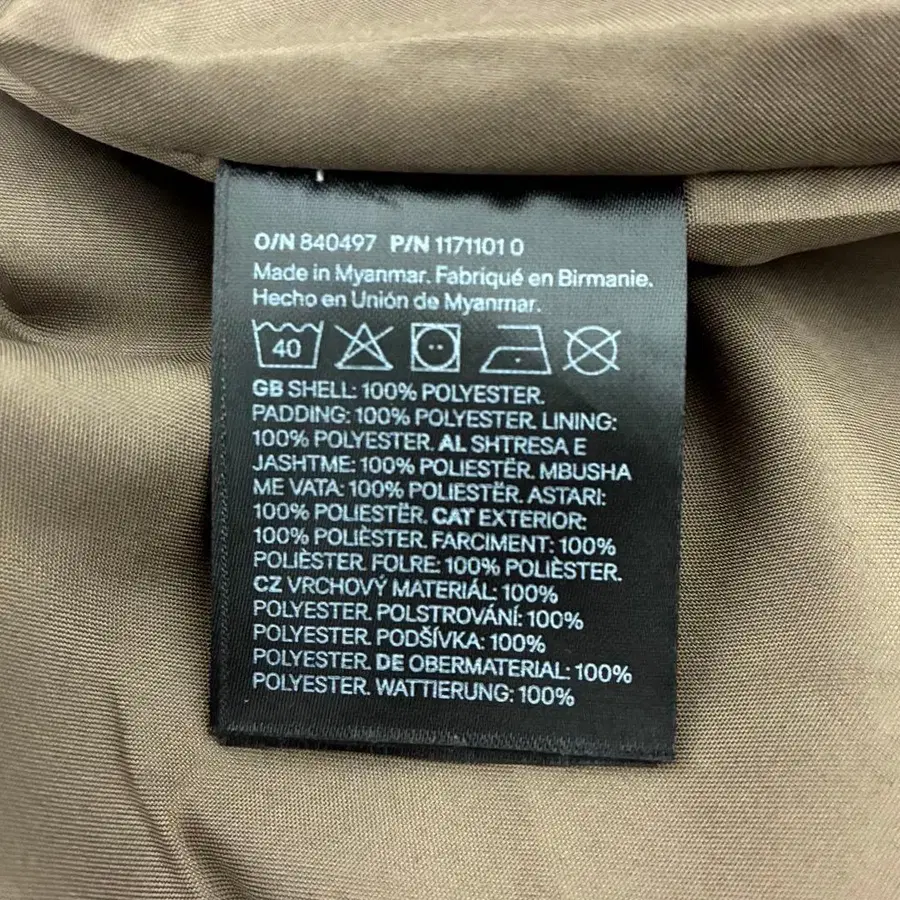 O/N 840497 P/N 1171101 0
Made in Myanmar. Fabriqué en Birmanie.
Hecho en Unión de Myanmar.
40
GB SHELL: 100% POLYESTER.
PADDING: 100% POLYESTER. LINING:
100% POLYESTER. AL SHTRESA E
JASHTME: 100% POLIESTËR. MBUSHA
ME VATA: 100% POLIESTËR. ASTARI:
100% POLIESTËR. CAT EXTERIOR:
100% POLIÈSTER. FARCIMENT: 100%
POLIÈSTER. FOLRE: 100% POLIÈSTER.
CZ VRCHOVÝ MATERIÁL: 100%
POLYESTER. POLSTROVÁNÍ: 100%
POLYESTER. PODŠÍVKA: 100%
POLYESTER. DE OBERMATERIAL: 100%
POLYESTER. WATTIERUNG: 100%